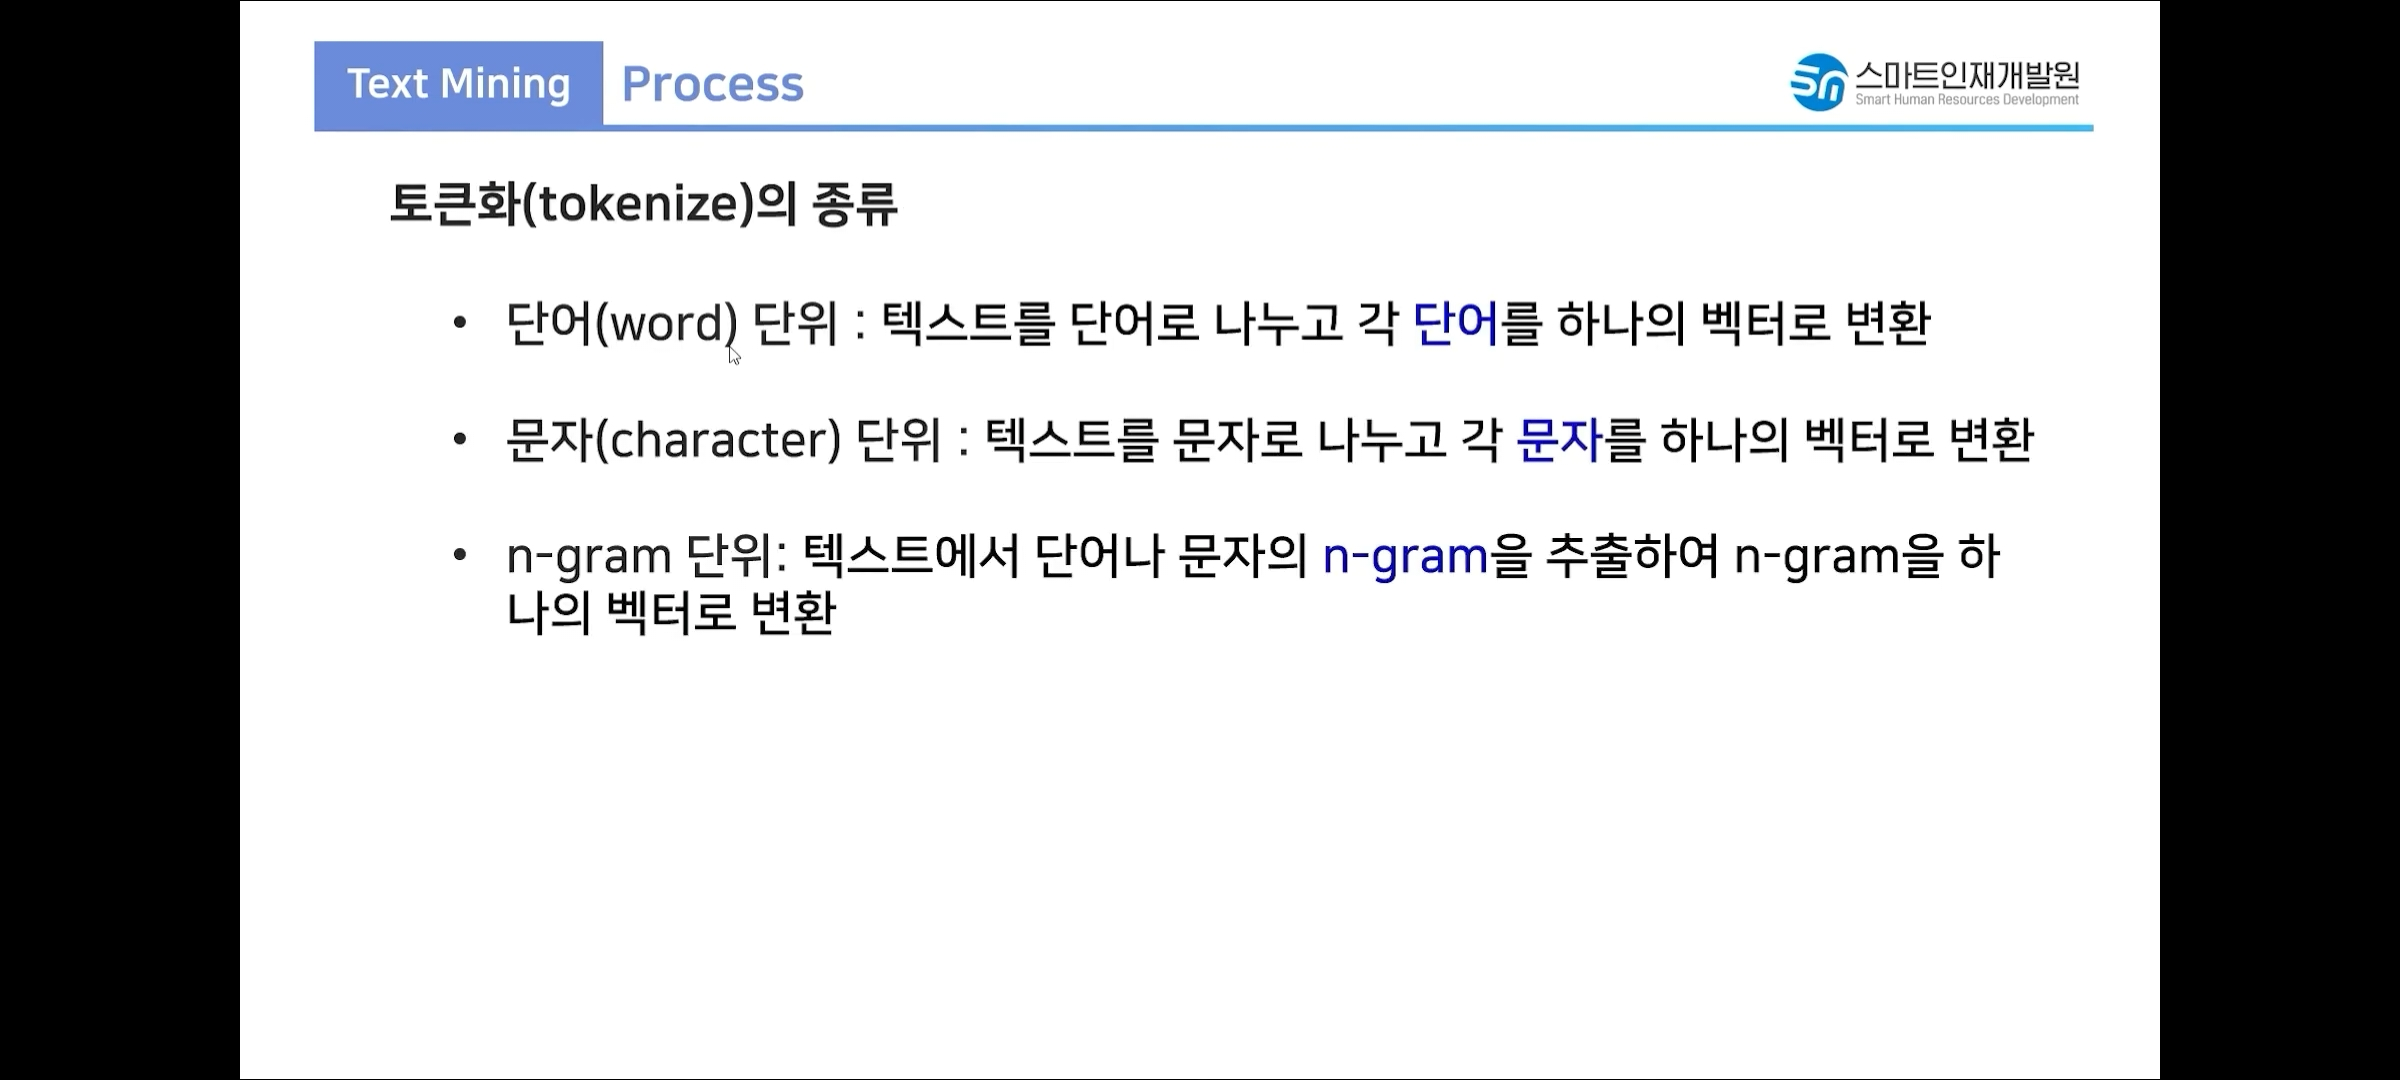 Text Mining Process
스마트인재개발원
Smart Human Resources Development
토큰화(tokenize)의 종류
• 단어(word) 단위 : 텍스트를 단어로 나누고 각 단어를 하나의 벡터로 변환
• 문자(character) 단위 : 텍스트를 문자로 나누고 각 문자를 하나의 벡터로 변환
• n-gram 단위: 텍스트에서 단어나 문자의 n-gram을 추출하여 n-gram을 하
나의 벡터로 변환